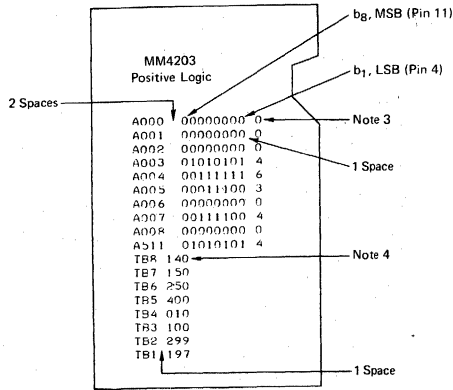 b8, MSB (Pin 11)
MM4203
Positive Logic
b1, LSB (Pin 4)
2 Spaces
A000 00000000 0
Note 3
A001 00000000 0
A002 00000000 0
1 Space
A003 01010101 4
A004 00111111 6
A005 00011100 3
A006 00000000 0
A007 00111100 4
A008 00000000 0
A511 01010101 4
TB8 140
Note 4
TB7 150
TB6 250
TB5 400
TB4 010
TB3 100
TB2 299
TB1 197
1 Space